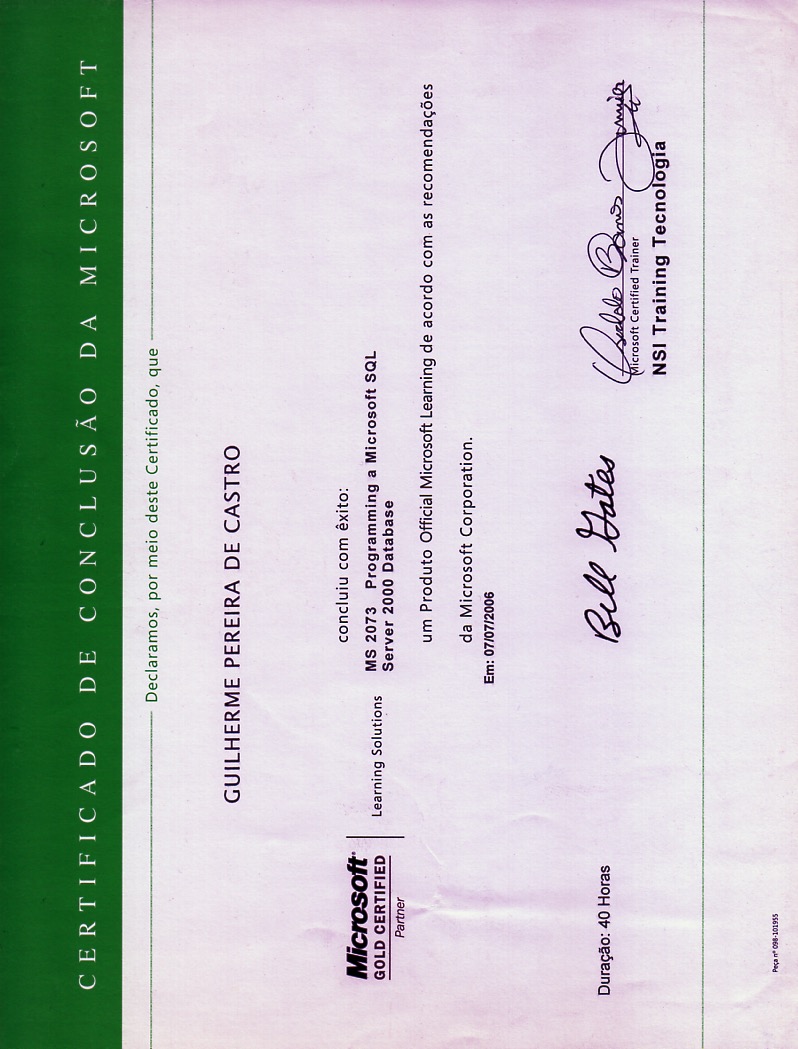 CERTIFICADO DE CONCLUSÃO DA MICROSOFT
Declaramos, por meio deste Certificado, que
GUILHERME PEREIRA DE CASTRO
concluiu com êxito:
Microsoft
GOLD CERTIFIED
Partner
Learning Solutions
MS 2073 Programming a Microsoft SQL
Server 2000 Database
um Produto Official Microsoft Learning de acordo com as recomendações
da Microsoft Corporation.
Em: 07/07/2006
Duração: 40 Horas
Bill Gates
Microsoft Certified Trainer
NSI Training Tecnologia
Peça nº 098-101955